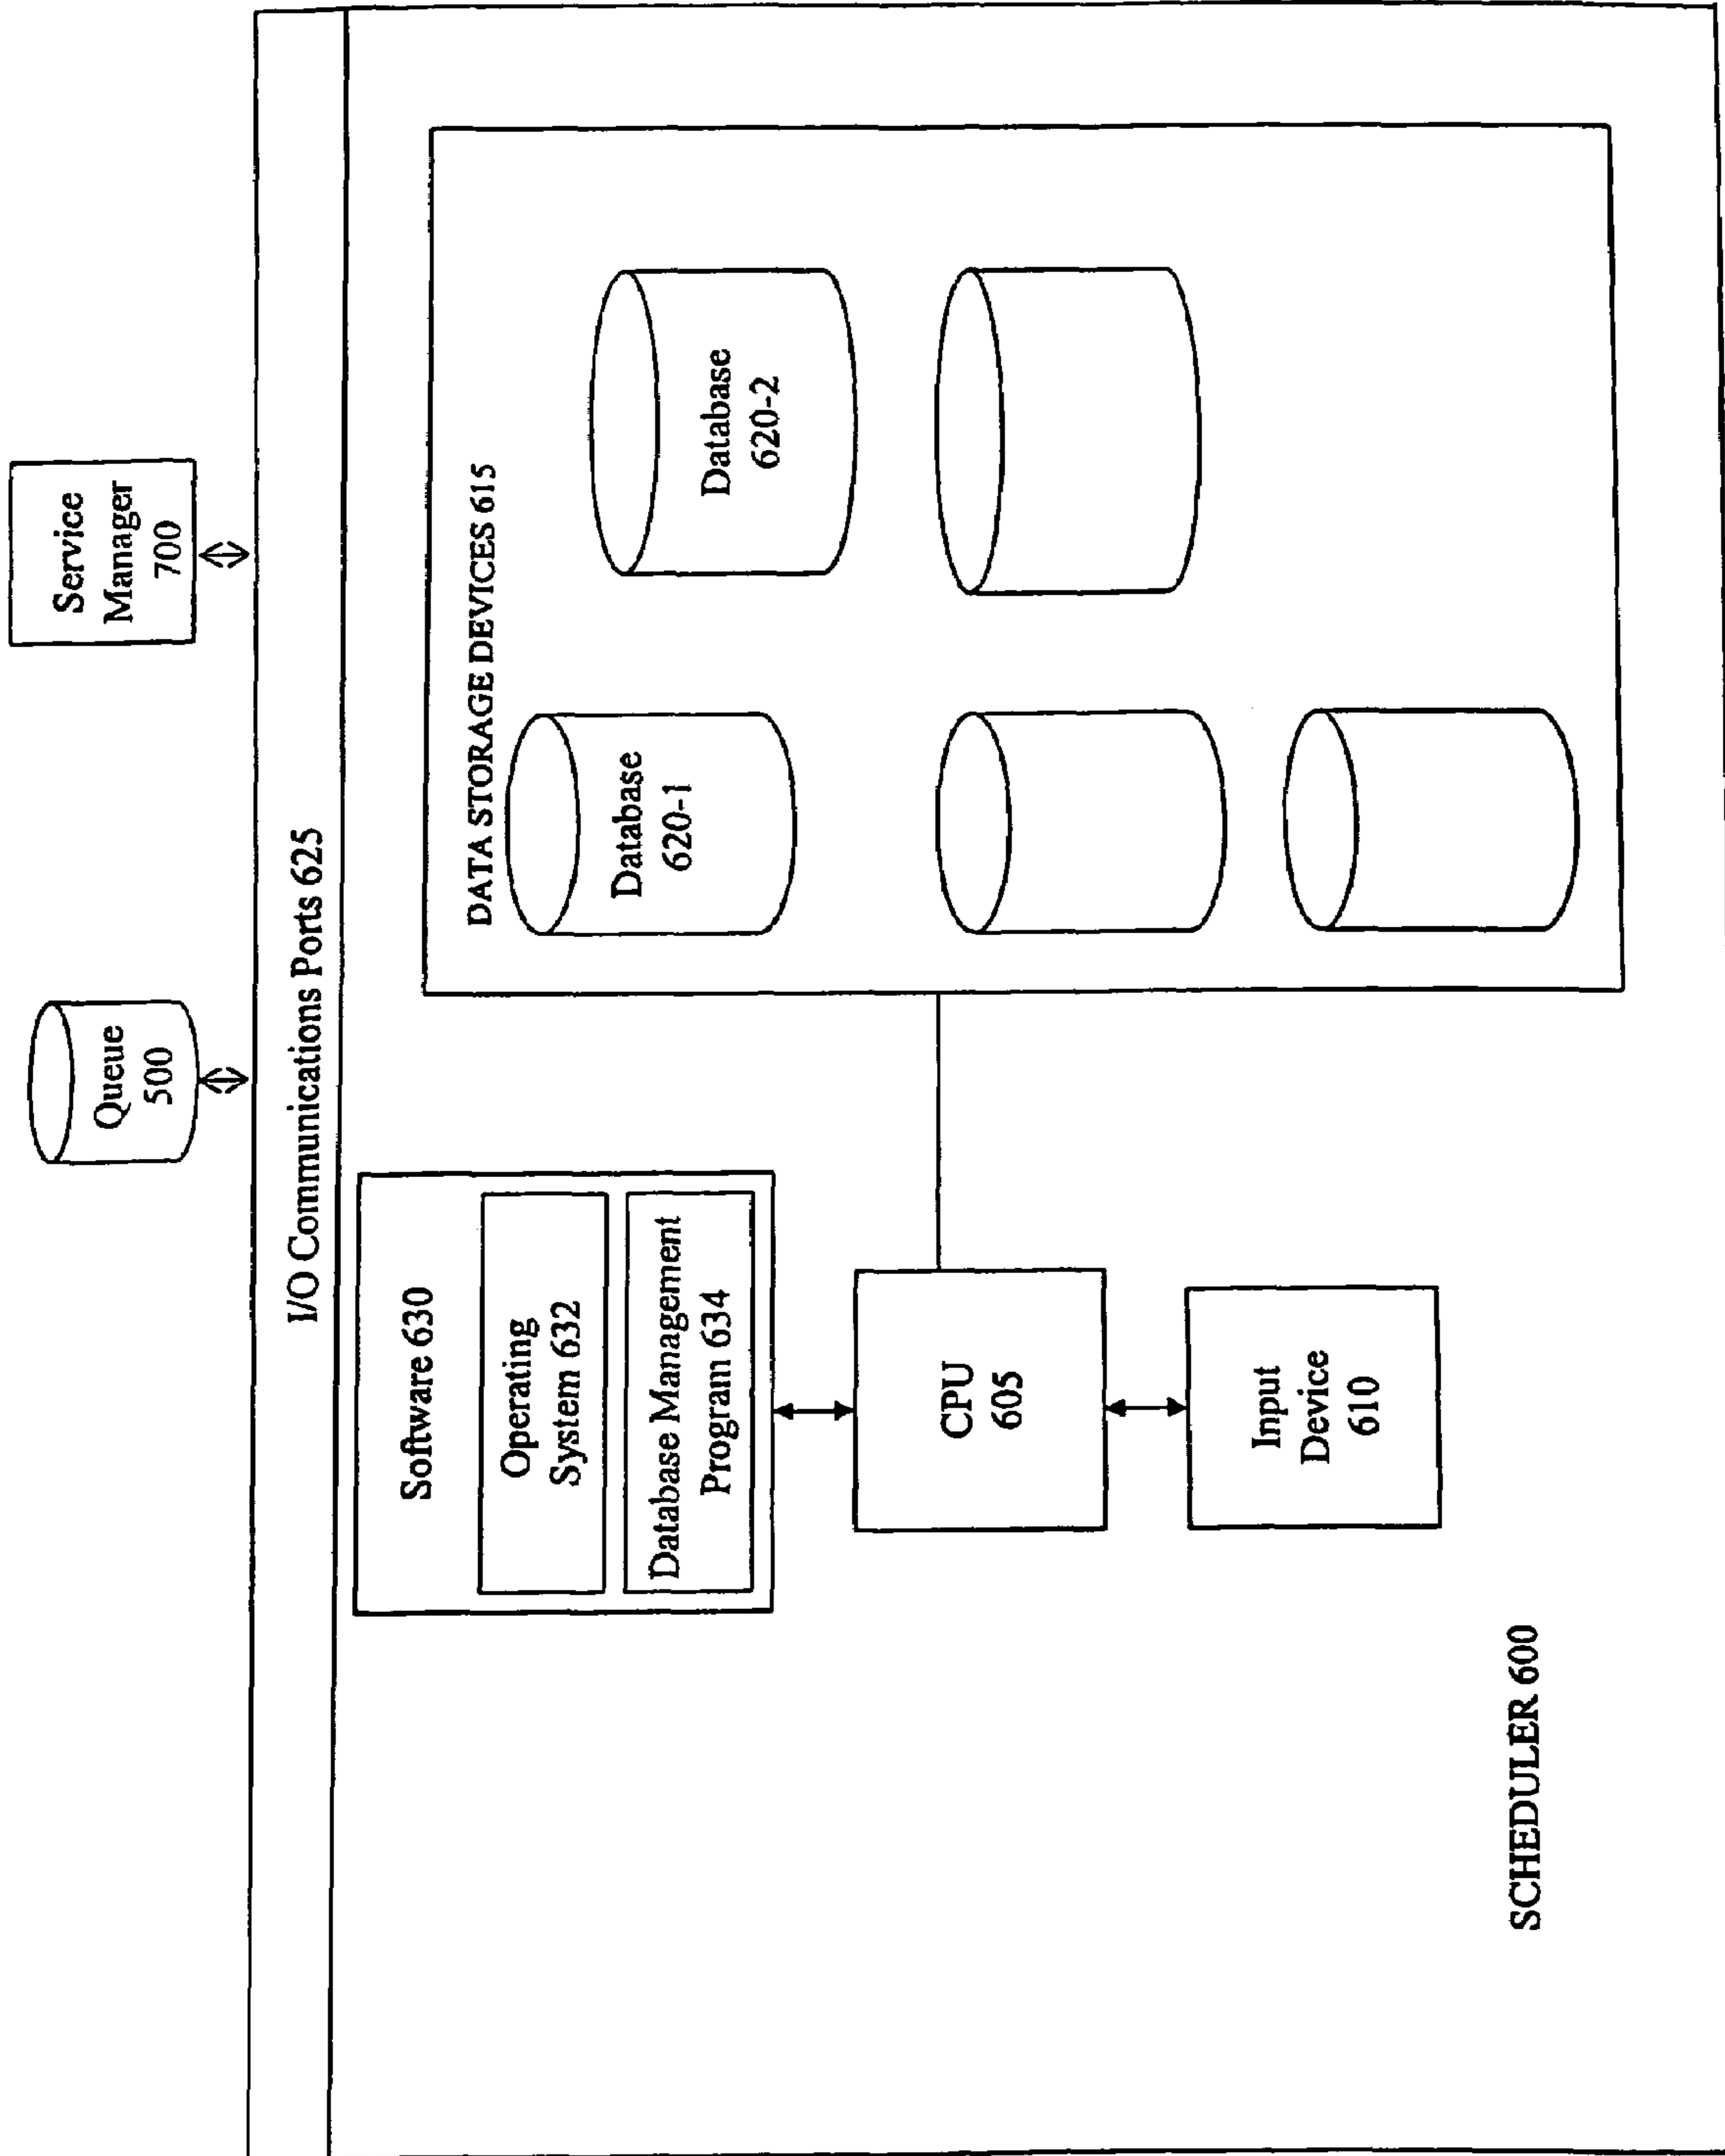 Queue
500
Service
Manager
700
I/O Communications Ports 625
Software 630
Operating
System 632
Database Management
Program 634
CPU
605
Input
Device
610
DATA STORAGE DEVICES 615
Database
620-1
Database
620-2
SCHEDULER 600